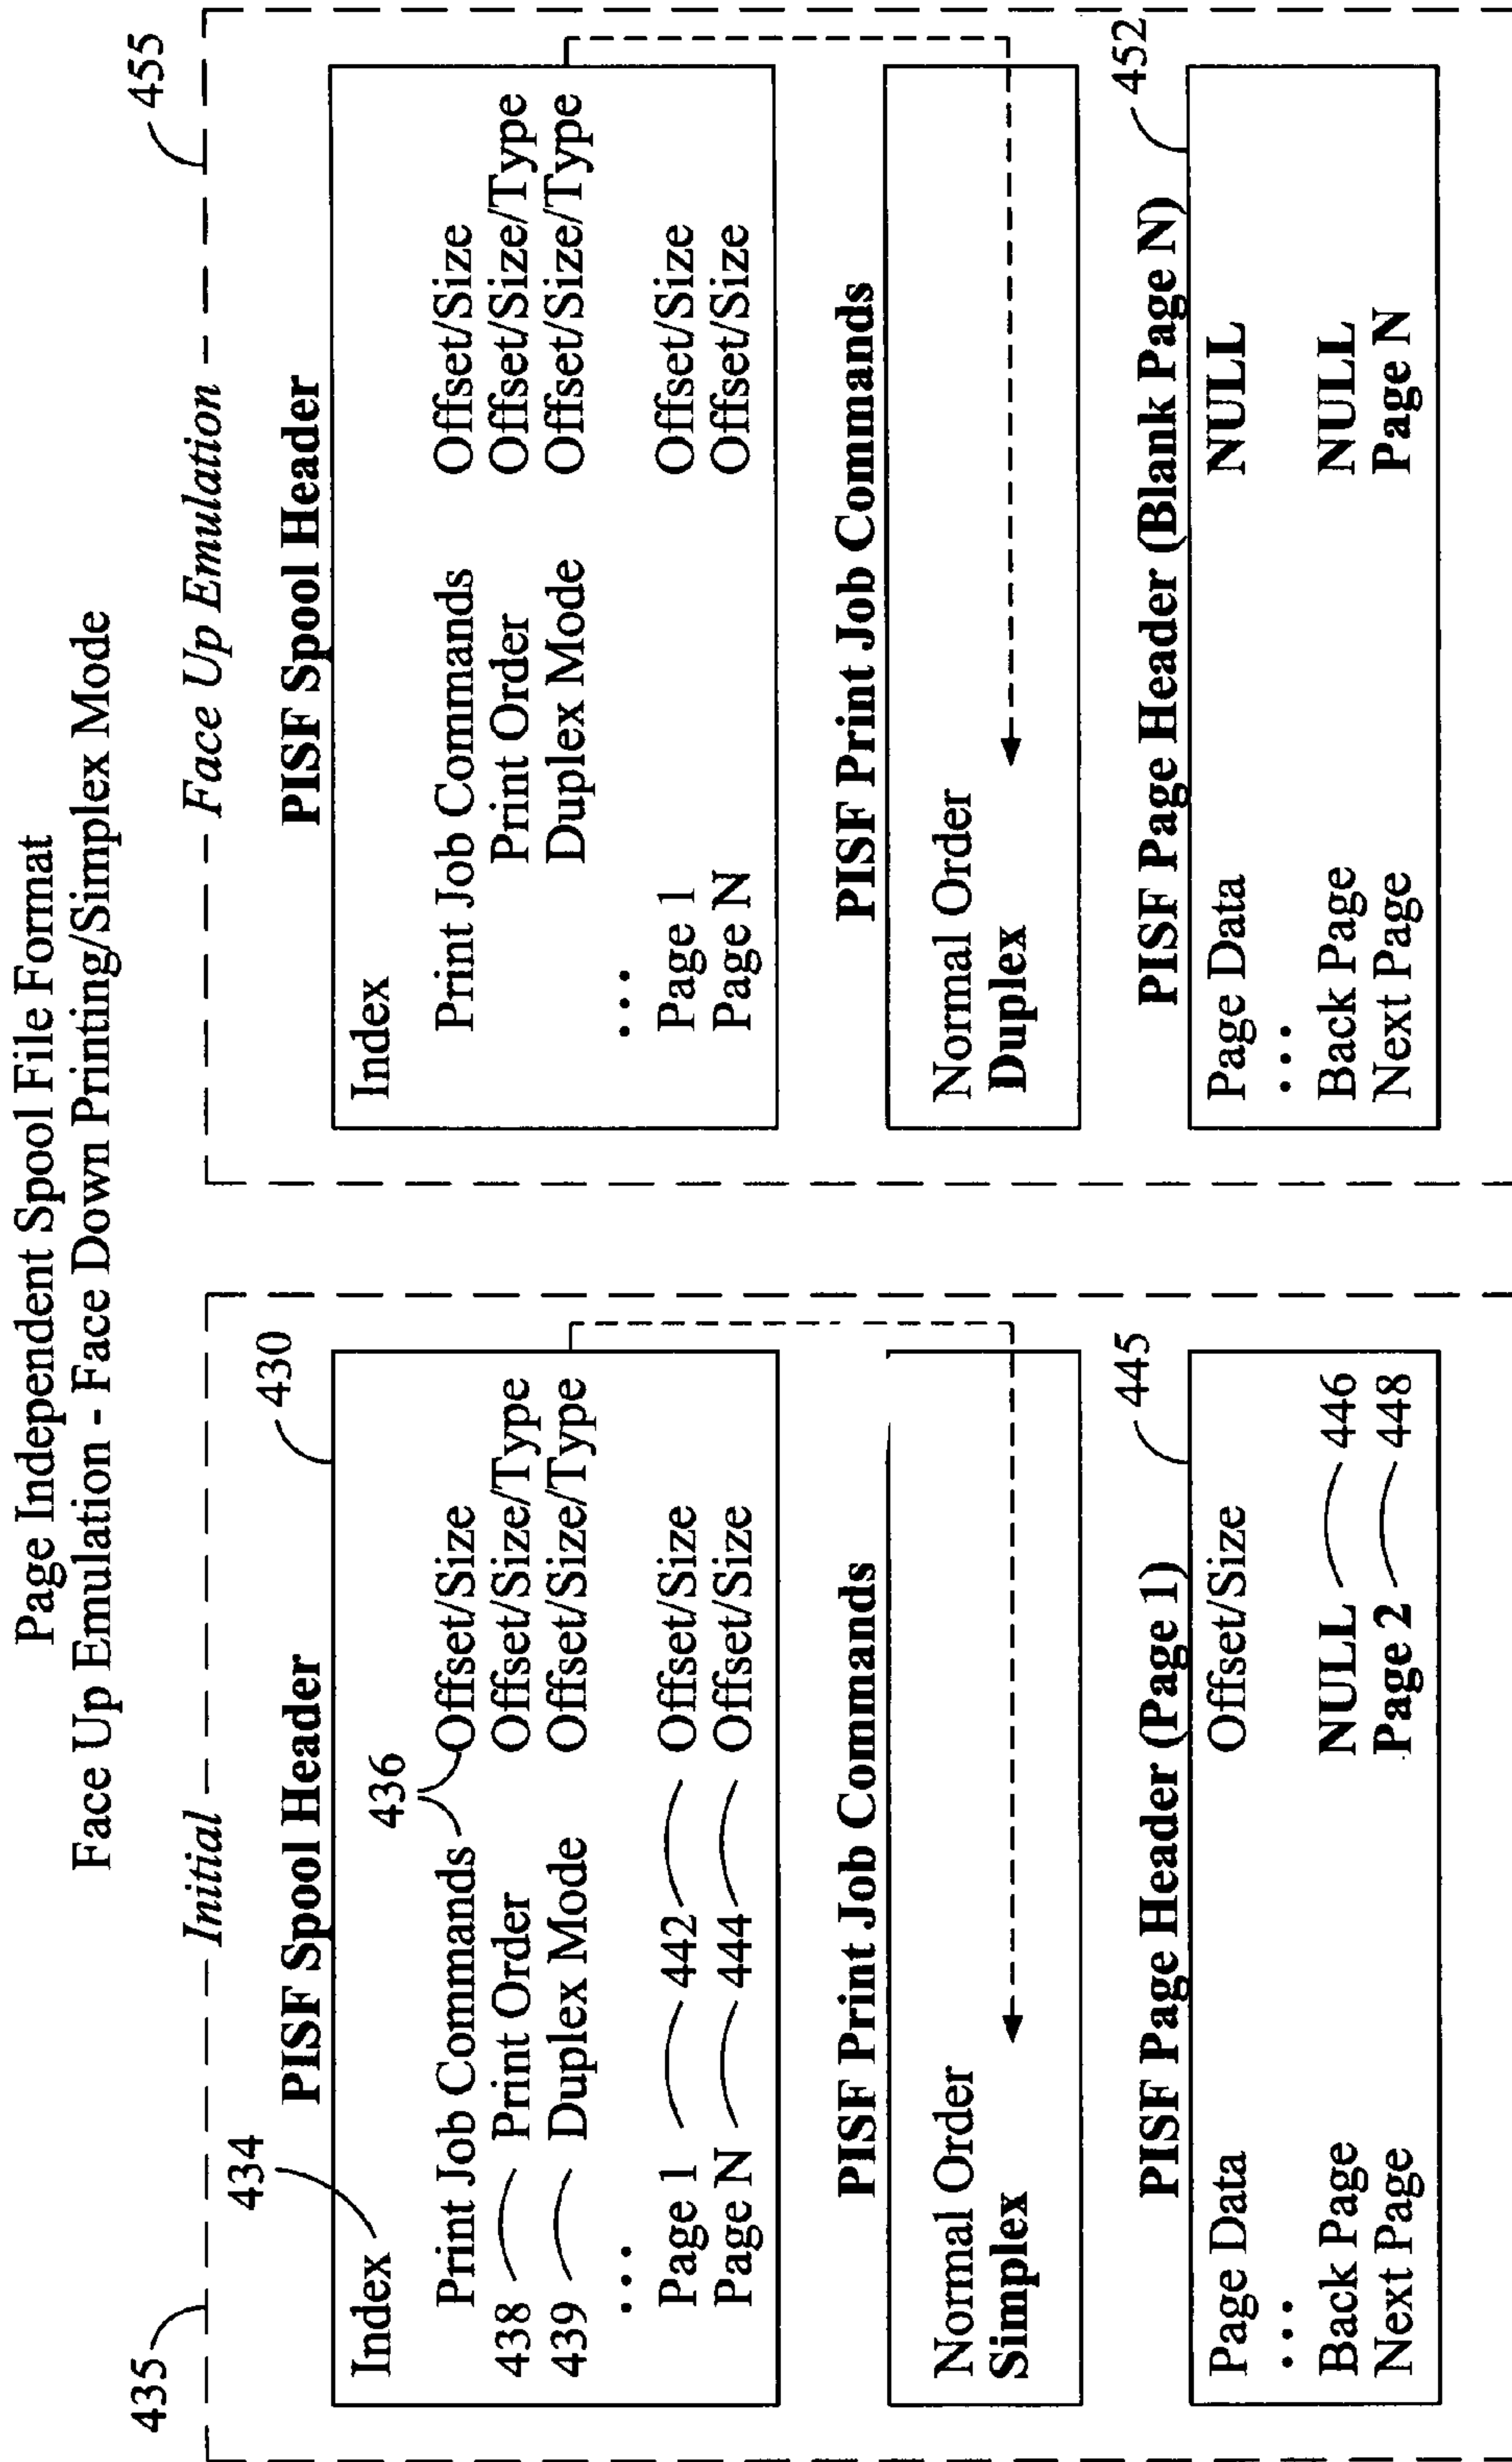 Page Independent Spool File Format
Face Up Emulation - Face Down Printing/Simplex Mode
435
Initial
PISF Spool Header
430
434
Index
436
Print Job Commands Offset/Size
438 Print Order Offset/Size/Type
439 Duplex Mode Offset/Size/Type
...
Page 1 442 Offset/Size
Page N 444 Offset/Size
PISF Print Job Commands
Normal Order
Simplex
PISF Page Header (Page 1)
445
Page Data Offset/Size
...
Back Page NULL 446
Next Page Page 2 448
455
Face Up Emulation
PISF Spool Header
Index
Print Job Commands Offset/Size
Print Order Offset/Size/Type
Duplex Mode Offset/Size/Type
...
Page 1 Offset/Size
Page N Offset/Size
PISF Print Job Commands
Normal Order
Duplex
PISF Page Header (Blank Page N)
452
Page Data NULL
...
Back Page NULL
Next Page Page N